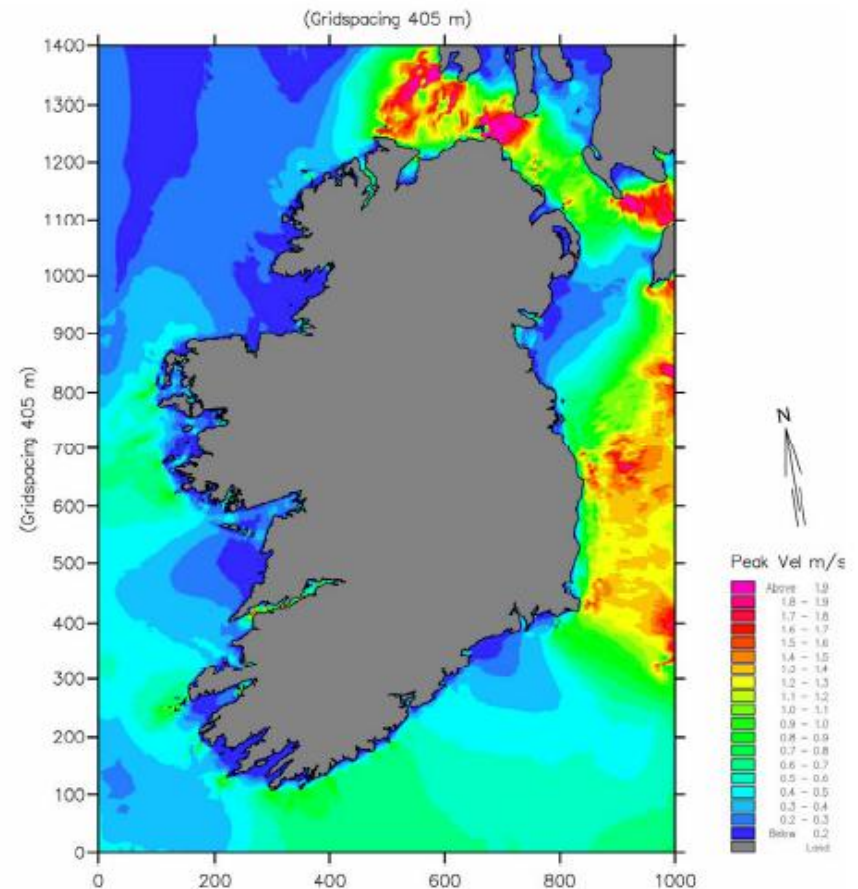 (Gridspacing 405 m)
1400
1300
1200
1100
1000
900
800
700
600
500
400
300
200
100
0
(Gridspacing 405 m)
0 200 400 600 800 1000
N
Peak Vel m/s
Above 1.9
1.8 - 1.9
1.7 - 1.8
1.6 - 1.7
1.5 - 1.6
1.4 - 1.5
1.3 - 1.4
1.2 - 1.3
1.1 - 1.2
1.0 - 1.1
0.9 - 1.0
0.8 - 0.9
0.7 - 0.8
0.6 - 0.7
0.5 - 0.6
0.4 - 0.5
0.3 - 0.4
0.2 - 0.3
Below 0.2
Land